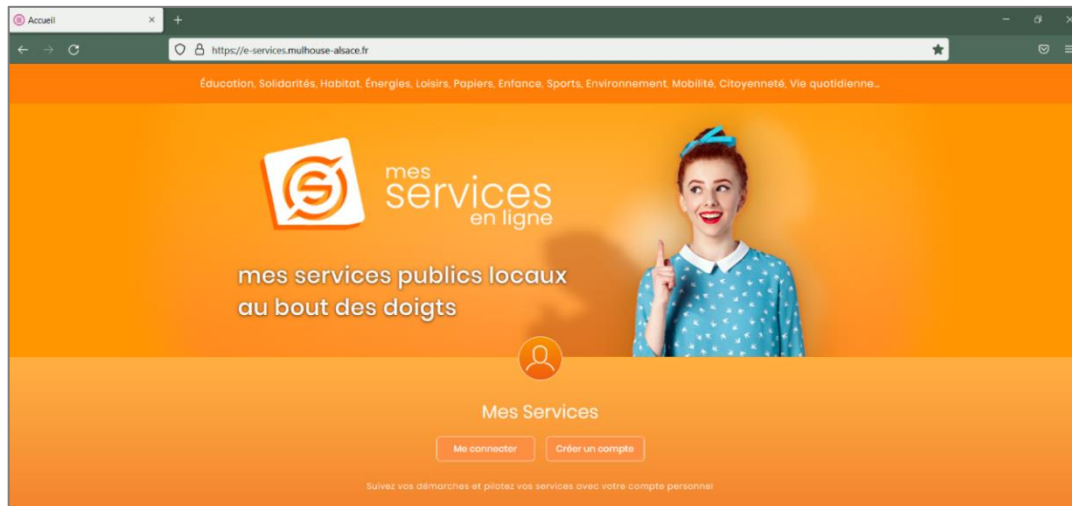 Accueil
https://e-services.mulhouse-alsace.fr
Éducation, Solidarités, Habitat, Énergies, Loisirs, Papiers, Enfance, Sports, Environnement, Mobilité, Citoyenneté, Vie quotidienne...
mes
services
en ligne
mes services publics locaux
au bout des doigts
Mes Services
Me connecter Créer un compte
Suivez vos démarches et pilotez vos services avec votre compte personnel